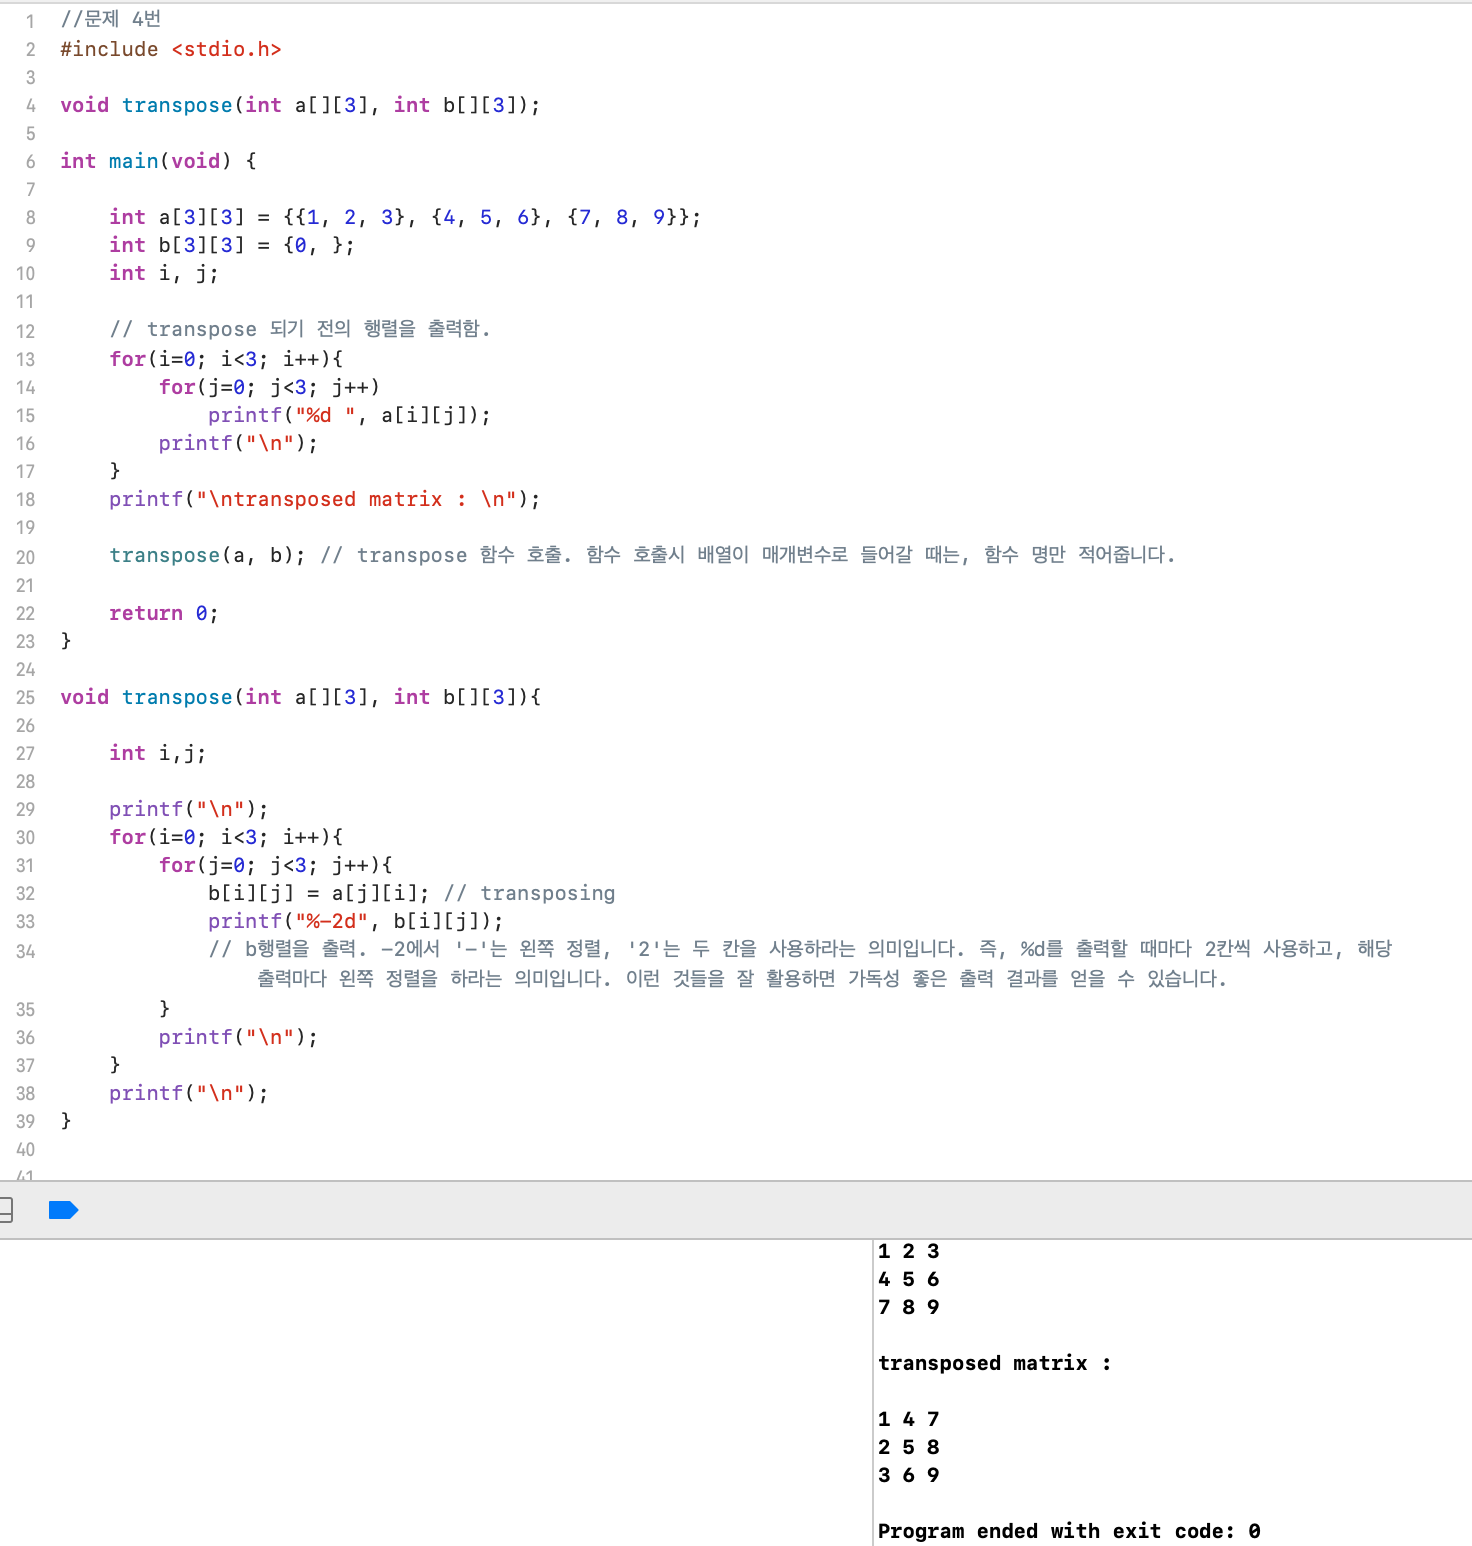 1 //문제 4번
2 #include <stdio.h>
3
4 void transpose(int a[][3], int b[][3]);
5
6 int main(void) {
7
8     int a[3][3] = {{1, 2, 3}, {4, 5, 6}, {7, 8, 9}};
9     int b[3][3] = {0, };
10     int i, j;
11
12     // transpose 되기 전의 행렬을 출력함.
13     for(i=0; i<3; i++){
14         for(j=0; j<3; j++)
15             printf("%d ", a[i][j]);
16         printf("\n");
17     }
18     printf("\ntransposed matrix : \n");
19
20     transpose(a, b); // transpose 함수 호출. 함수 호출시 배열이 매개변수로 들어갈 때는, 함수 명만 적어줍니다.
21
22     return 0;
23 }
24
25 void transpose(int a[][3], int b[][3]){
26
27     int i,j;
28
29     printf("\n");
30     for(i=0; i<3; i++){
31         for(j=0; j<3; j++){
32             b[i][j] = a[j][i]; // transposing
33             printf("%-2d", b[i][j]);
34             // b행렬을 출력. -2에서 '-'는 왼쪽 정렬, '2'는 두 칸을 사용하라는 의미입니다. 즉, %d를 출력할 때마다 2칸씩 사용하고, 해당
출력마다 왼쪽 정렬을 하라는 의미입니다. 이런 것들을 잘 활용하면 가독성 좋은 출력 결과를 얻을 수 있습니다.
35         }
36         printf("\n");
37     }
38     printf("\n");
39 }
40
41
1 2 3
4 5 6
7 8 9
transposed matrix :
1 4 7
2 5 8
3 6 9
Program ended with exit code: 0